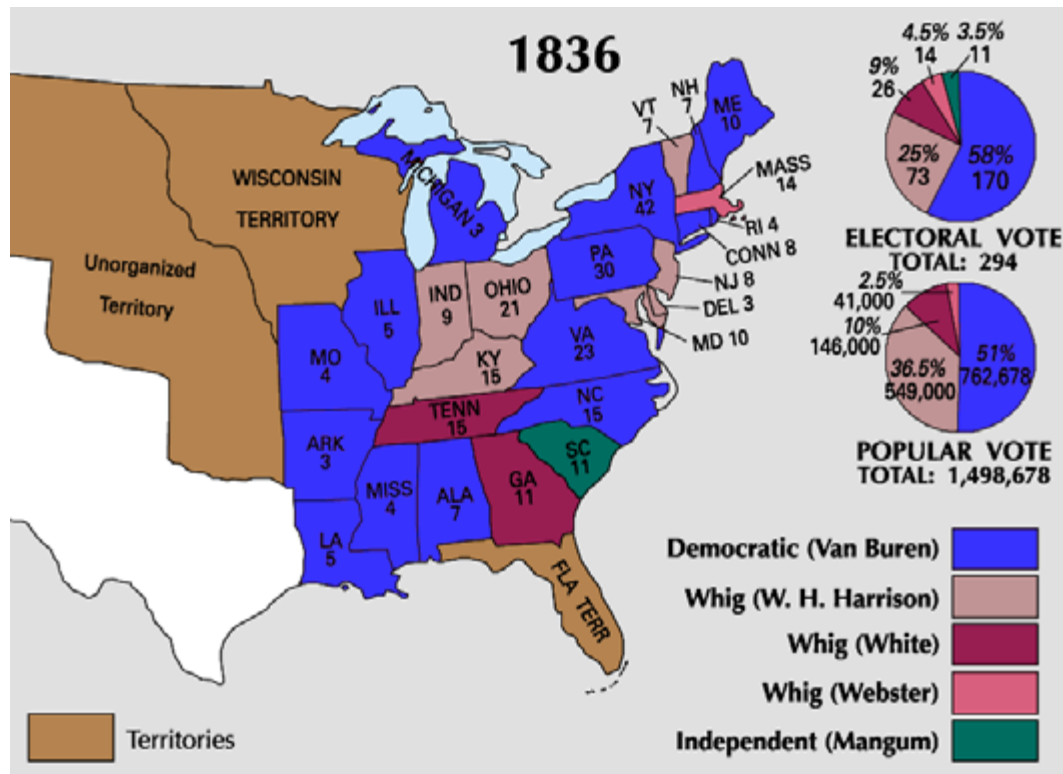 1836
4.5%
14
3.5%
11
9%
26
25%
73
58%
170
ELECTORAL VOTE
TOTAL: 294
2.5%
41,000
10%
146,000
36.5%
549,000
51%
762,678
POPULAR VOTE
TOTAL: 1,498,678
VT
7
NH
7
ME
10
MASS
14
NY
42
RI 4
CONN 8
PA
30
NJ 8
DEL 3
MD 10
MICHIGAN 3
WISCONSIN
TERRITORY
Unorganized
Territory
ILL
5
IND
9
OHIO
21
VA
23
MO
4
KY
15
NC
15
TENN
15
ARK
3
SC
11
MISS
4
ALA
7
GA
11
LA
5
FLA TERR
Democratic (Van Buren)
Whig (W. H. Harrison)
Whig (White)
Whig (Webster)
Independent (Mangum)
Territories